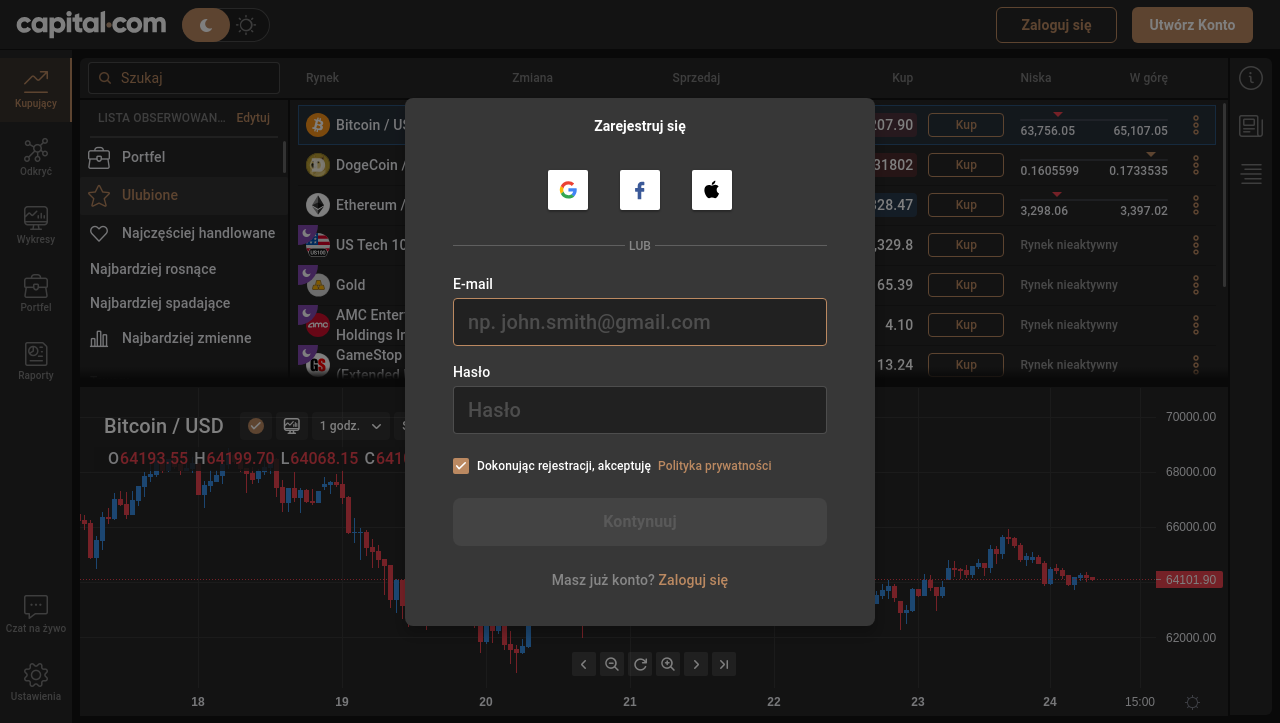 capital.com
Zaloguj się
Utwórz Konto
Kupujący
Odkryć
Wykresy
Portfel
Raporty
Czat na żywo
Ustawienia
Szukaj
LISTA OBSERWOWAN... Edytuj
Portfel
Ulubione
Najczęściej handlowane
Najbardziej rosnące
Najbardziej spadające
Najbardziej zmienne
Rynek Zmiana Sprzedaj Kup Niska W górę
Bitcoin / US 207.90 Kup 63,756.05 65,107.05
DogeCoin / 31802 Kup 0.1605599 0.1733535
Ethereum / 328.47 Kup 3,298.06 3,397.02
US Tech 10 ,329.8 Kup Rynek nieaktywny
Gold 65.39 Kup Rynek nieaktywny
AMC Enter
Holdings In 4.10 Kup Rynek nieaktywny
GameStop
(Extended 13.24 Kup Rynek nieaktywny
Zarejestruj się
LUB
E-mail
np. john.smith@gmail.com
Hasło
Hasło
Dokonując rejestracji, akceptuję Polityka prywatności
Kontynuuj
Masz już konto? Zaloguj się
Bitcoin / USD 1 godz.
O64193.55 H64199.70 L64068.15 C6410
70000.00
68000.00
66000.00
64101.90
62000.00
18 19 20 21 22 23 24 15:00